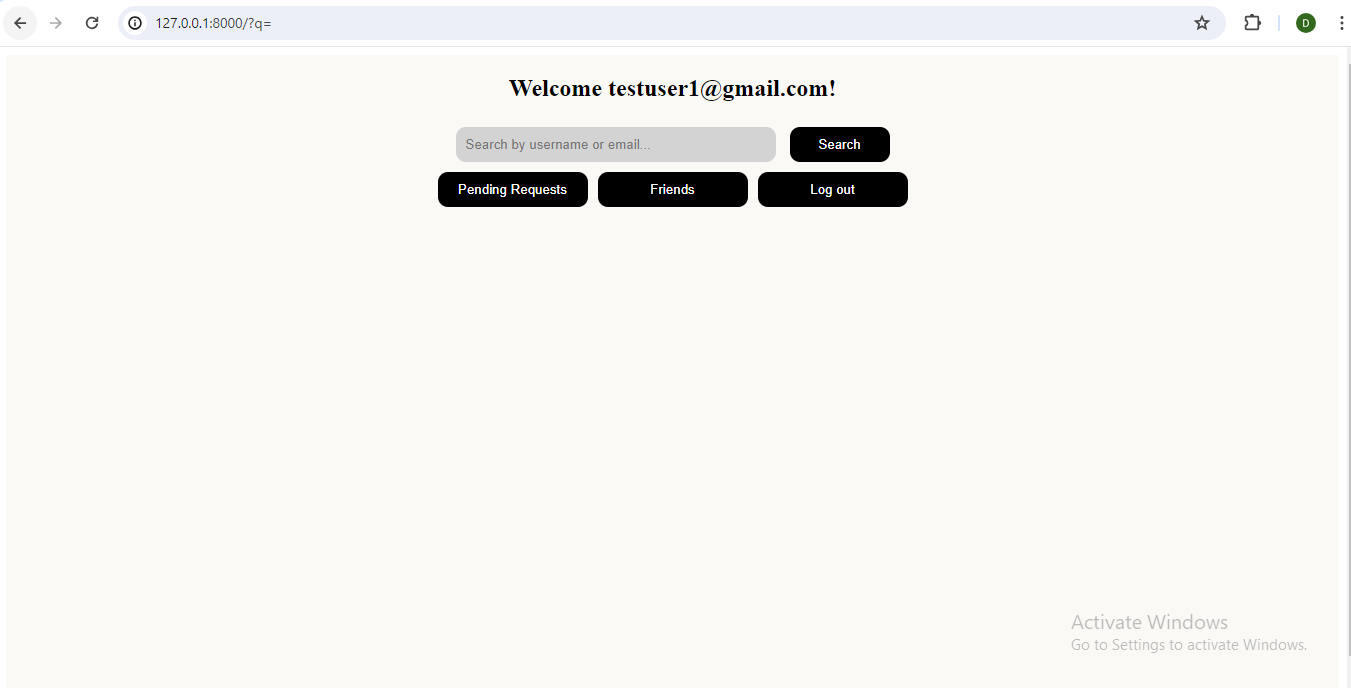 127.0.0.1:8000/?q=
D
Welcome testuser1@gmail.com!
Search by username or email...
Search
Pending Requests Friends Log out
Activate Windows
Go to Settings to activate Windows.